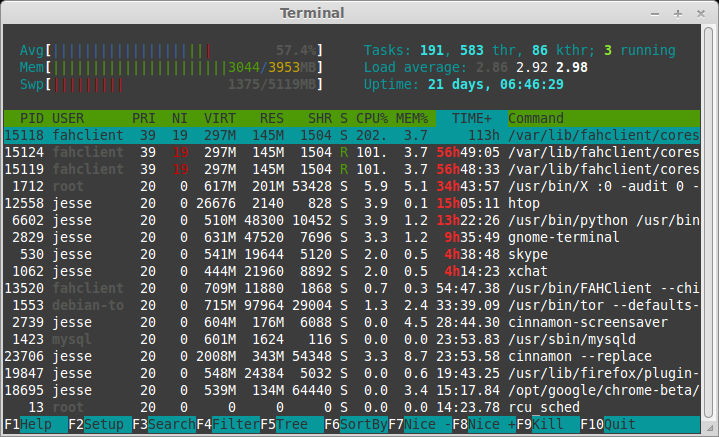 Terminal
Avg[|||||||||||||||||||| 57.4%] Tasks: 191, 583 thr, 86 kthr; 3 running
Mem[||||||||||||||||||||||3044/3953MB] Load average: 2.86 2.92 2.98
Swp[||||||||| 1375/5119MB] Uptime: 21 days, 06:46:29
PID USER PRI NI VIRT RES SHR S CPU% MEM% TIME+ Command
15118 fahclient 39 19 297M 145M 1504 S 202. 3.7 113h /var/lib/fahclient/cores
15124 fahclient 39 19 297M 145M 1504 R 101. 3.7 56h49:05 /var/lib/fahclient/cores
15119 fahclient 39 19 297M 145M 1504 R 101. 3.7 56h48:33 /var/lib/fahclient/cores
1712 root 20 0 617M 201M 53428 S 5.9 5.1 34h43:57 /usr/bin/X :0 -audit 0 -
12558 jesse 20 0 26676 2140 828 S 3.9 0.1 15h05:11 htop
6602 jesse 20 0 510M 48300 10452 S 3.9 1.2 13h22:26 /usr/bin/python /usr/bin
2829 jesse 20 0 631M 47520 7696 S 3.3 1.2 9h35:49 gnome-terminal
530 jesse 20 0 541M 19644 5120 S 2.0 0.5 4h38:48 skype
1062 jesse 20 0 444M 21960 8892 S 2.0 0.5 4h14:23 xchat
13520 fahclient 20 0 709M 11880 1868 S 0.7 0.3 54:47.38 /usr/bin/FAHClient --chi
1553 debian-to 20 0 715M 97964 29004 S 1.3 2.4 33:39.09 /usr/bin/tor --defaults-
2739 jesse 20 0 604M 176M 6088 S 0.0 4.5 28:44.30 cinnamon-screensaver
1423 mysql 20 0 601M 1624 116 S 0.0 0.0 23:53.83 /usr/sbin/mysqld
23706 jesse 20 0 2008M 343M 54348 S 3.3 8.7 23:53.58 cinnamon --replace
19847 jesse 20 0 548M 24384 5032 S 0.0 0.6 19:43.25 /usr/lib/firefox/plugin-
18695 jesse 20 0 539M 134M 64440 S 0.0 3.4 15:17.84 /opt/google/chrome-beta/
13 root 20 0 0 0 0 S 0.0 0.0 14:23.78 rcu_sched
F1Help F2Setup F3SearchF4FilterF5Tree F6SortByF7Nice -F8Nice +F9Kill F10Quit